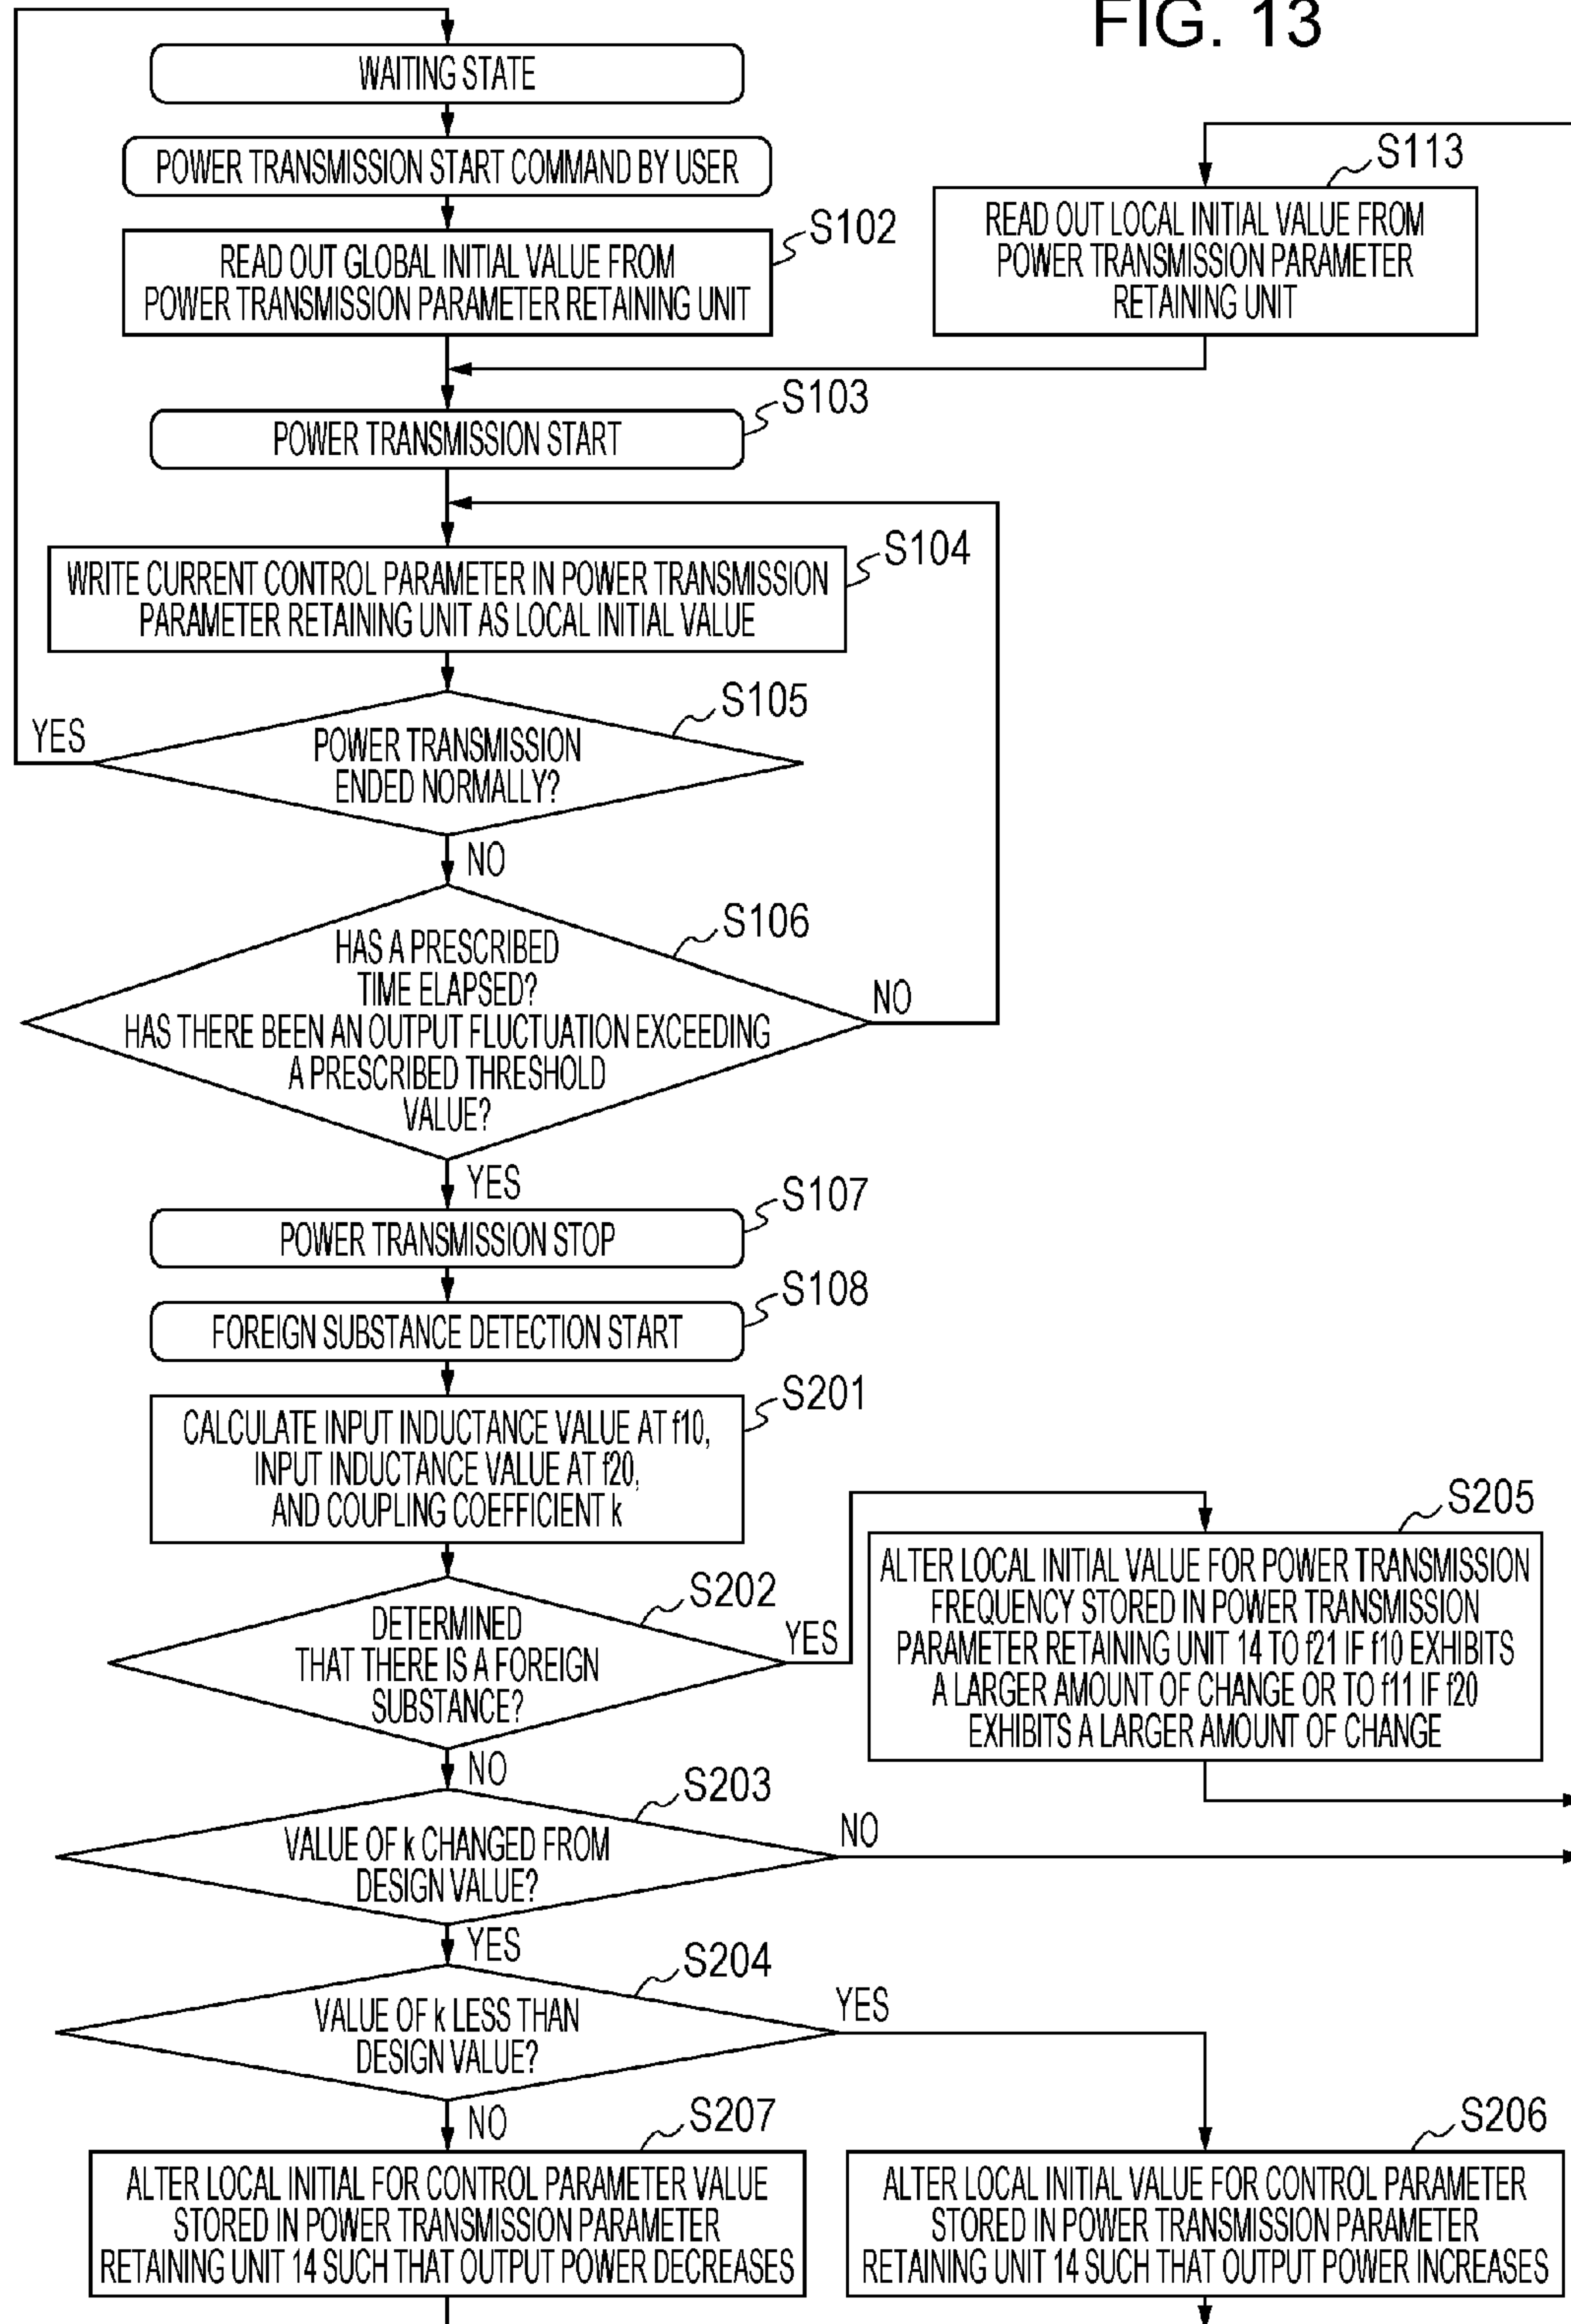 FIG. 13
WAITING STATE
POWER TRANSMISSION START COMMAND BY USER
S102
READ OUT GLOBAL INITIAL VALUE FROM
POWER TRANSMISSION PARAMETER RETAINING UNIT
S113
READ OUT LOCAL INITIAL VALUE FROM
POWER TRANSMISSION PARAMETER
RETAINING UNIT
S103
POWER TRANSMISSION START
S104
WRITE CURRENT CONTROL PARAMETER IN POWER TRANSMISSION
PARAMETER RETAINING UNIT AS LOCAL INITIAL VALUE
S105
YES
POWER TRANSMISSION
ENDED NORMALLY?
NO
S106
HAS A PRESCRIBED
TIME ELAPSED?
HAS THERE BEEN AN OUTPUT FLUCTUATION EXCEEDING
A PRESCRIBED THRESHOLD
VALUE?
NO
YES
S107
POWER TRANSMISSION STOP
S108
FOREIGN SUBSTANCE DETECTION START
S201
CALCULATE INPUT INDUCTANCE VALUE AT f10,
INPUT INDUCTANCE VALUE AT f20,
AND COUPLING COEFFICIENT k
S202
DETERMINED
THAT THERE IS A FOREIGN
SUBSTANCE?
YES
S205
ALTER LOCAL INITIAL VALUE FOR POWER TRANSMISSION
FREQUENCY STORED IN POWER TRANSMISSION
PARAMETER RETAINING UNIT 14 TO f21 IF f10 EXHIBITS
A LARGER AMOUNT OF CHANGE OR TO f11 IF f20
EXHIBITS A LARGER AMOUNT OF CHANGE
NO
S203
VALUE OF k CHANGED FROM
DESIGN VALUE?
NO
YES
S204
VALUE OF k LESS THAN
DESIGN VALUE?
YES
NO
S207
ALTER LOCAL INITIAL FOR CONTROL PARAMETER VALUE
STORED IN POWER TRANSMISSION PARAMETER
RETAINING UNIT 14 SUCH THAT OUTPUT POWER DECREASES
S206
ALTER LOCAL INITIAL VALUE FOR CONTROL PARAMETER
STORED IN POWER TRANSMISSION PARAMETER
RETAINING UNIT 14 SUCH THAT OUTPUT POWER INCREASES